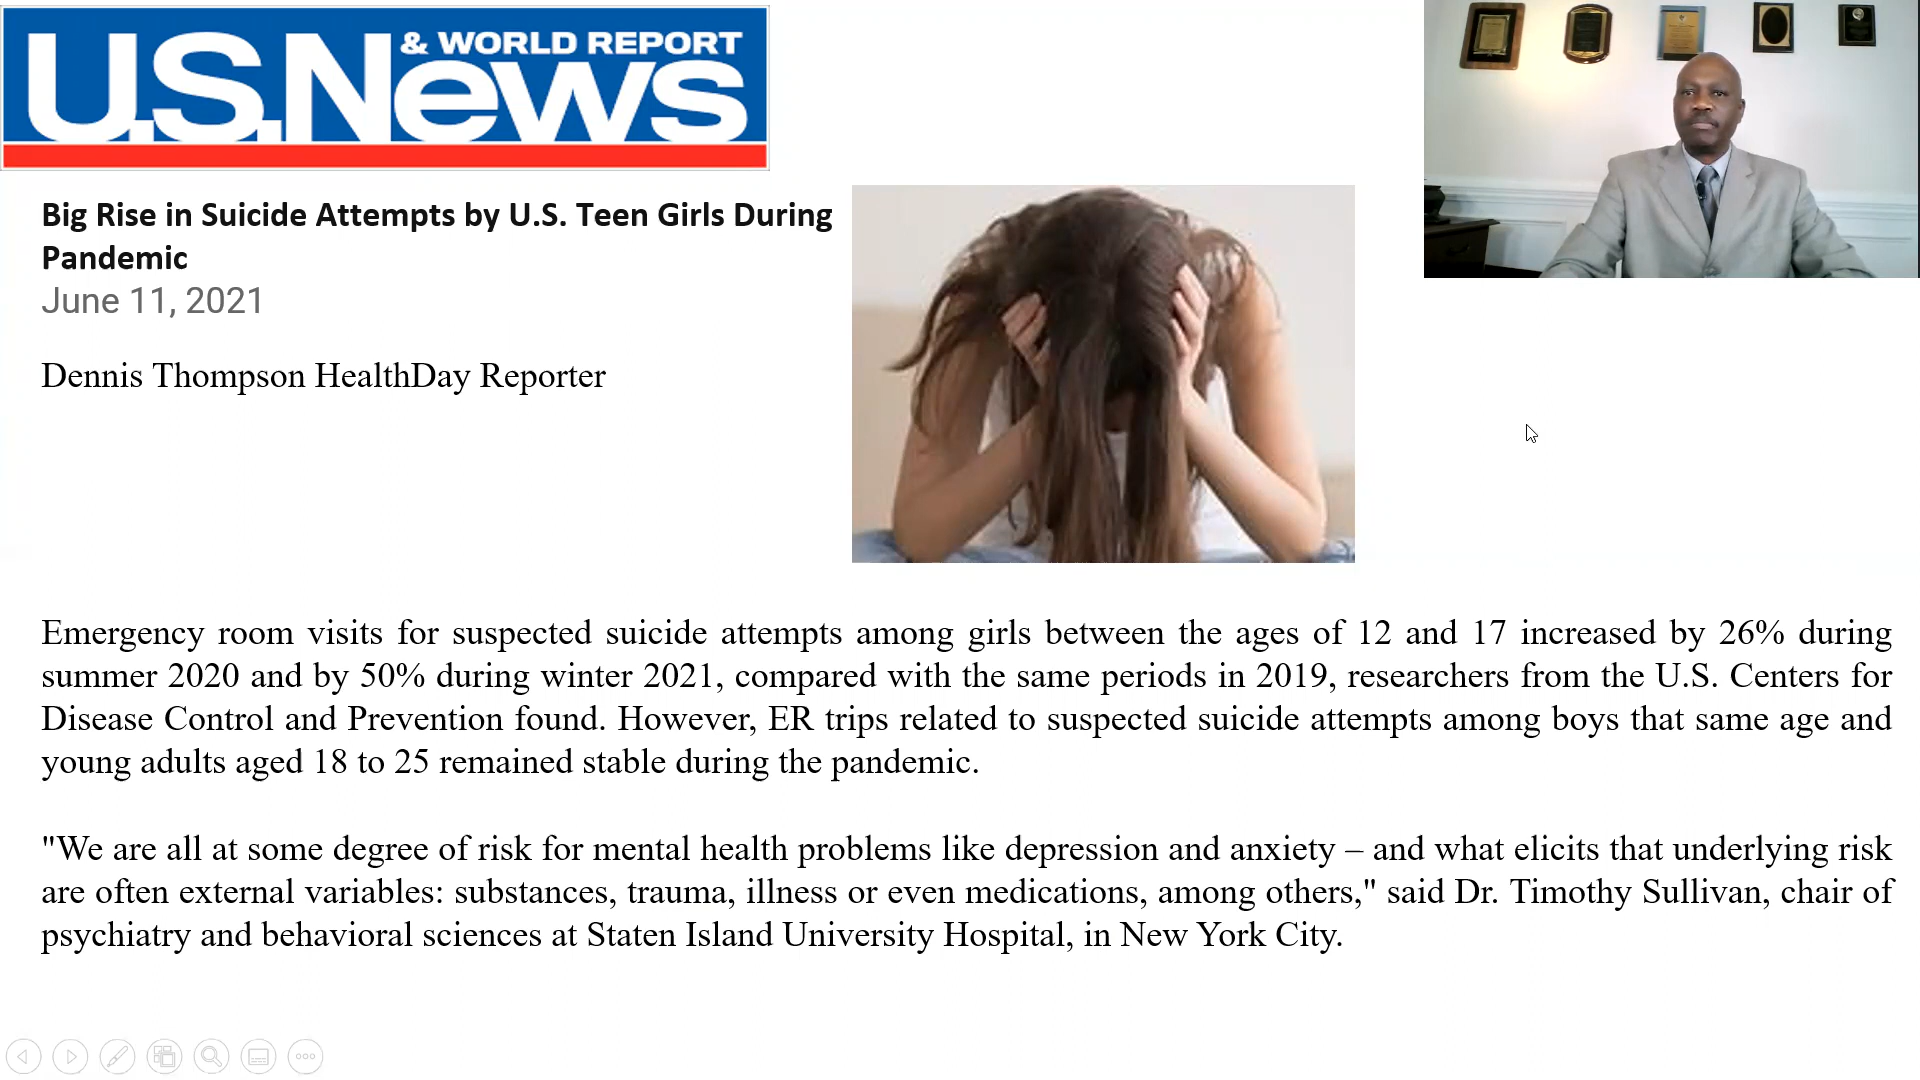 U.S.News
& WORLD REPORT
Big Rise in Suicide Attempts by U.S. Teen Girls During
Pandemic
June 11, 2021
Dennis Thompson HealthDay Reporter
Emergency room visits for suspected suicide attempts among girls between the ages of 12 and 17 increased by 26% during
summer 2020 and by 50% during winter 2021, compared with the same periods in 2019, researchers from the U.S. Centers for
Disease Control and Prevention found. However, ER trips related to suspected suicide attempts among boys that same age and
young adults aged 18 to 25 remained stable during the pandemic.
"We are all at some degree of risk for mental health problems like depression and anxiety – and what elicits that underlying risk
are often external variables: substances, trauma, illness or even medications, among others," said Dr. Timothy Sullivan, chair of
psychiatry and behavioral sciences at Staten Island University Hospital, in New York City.